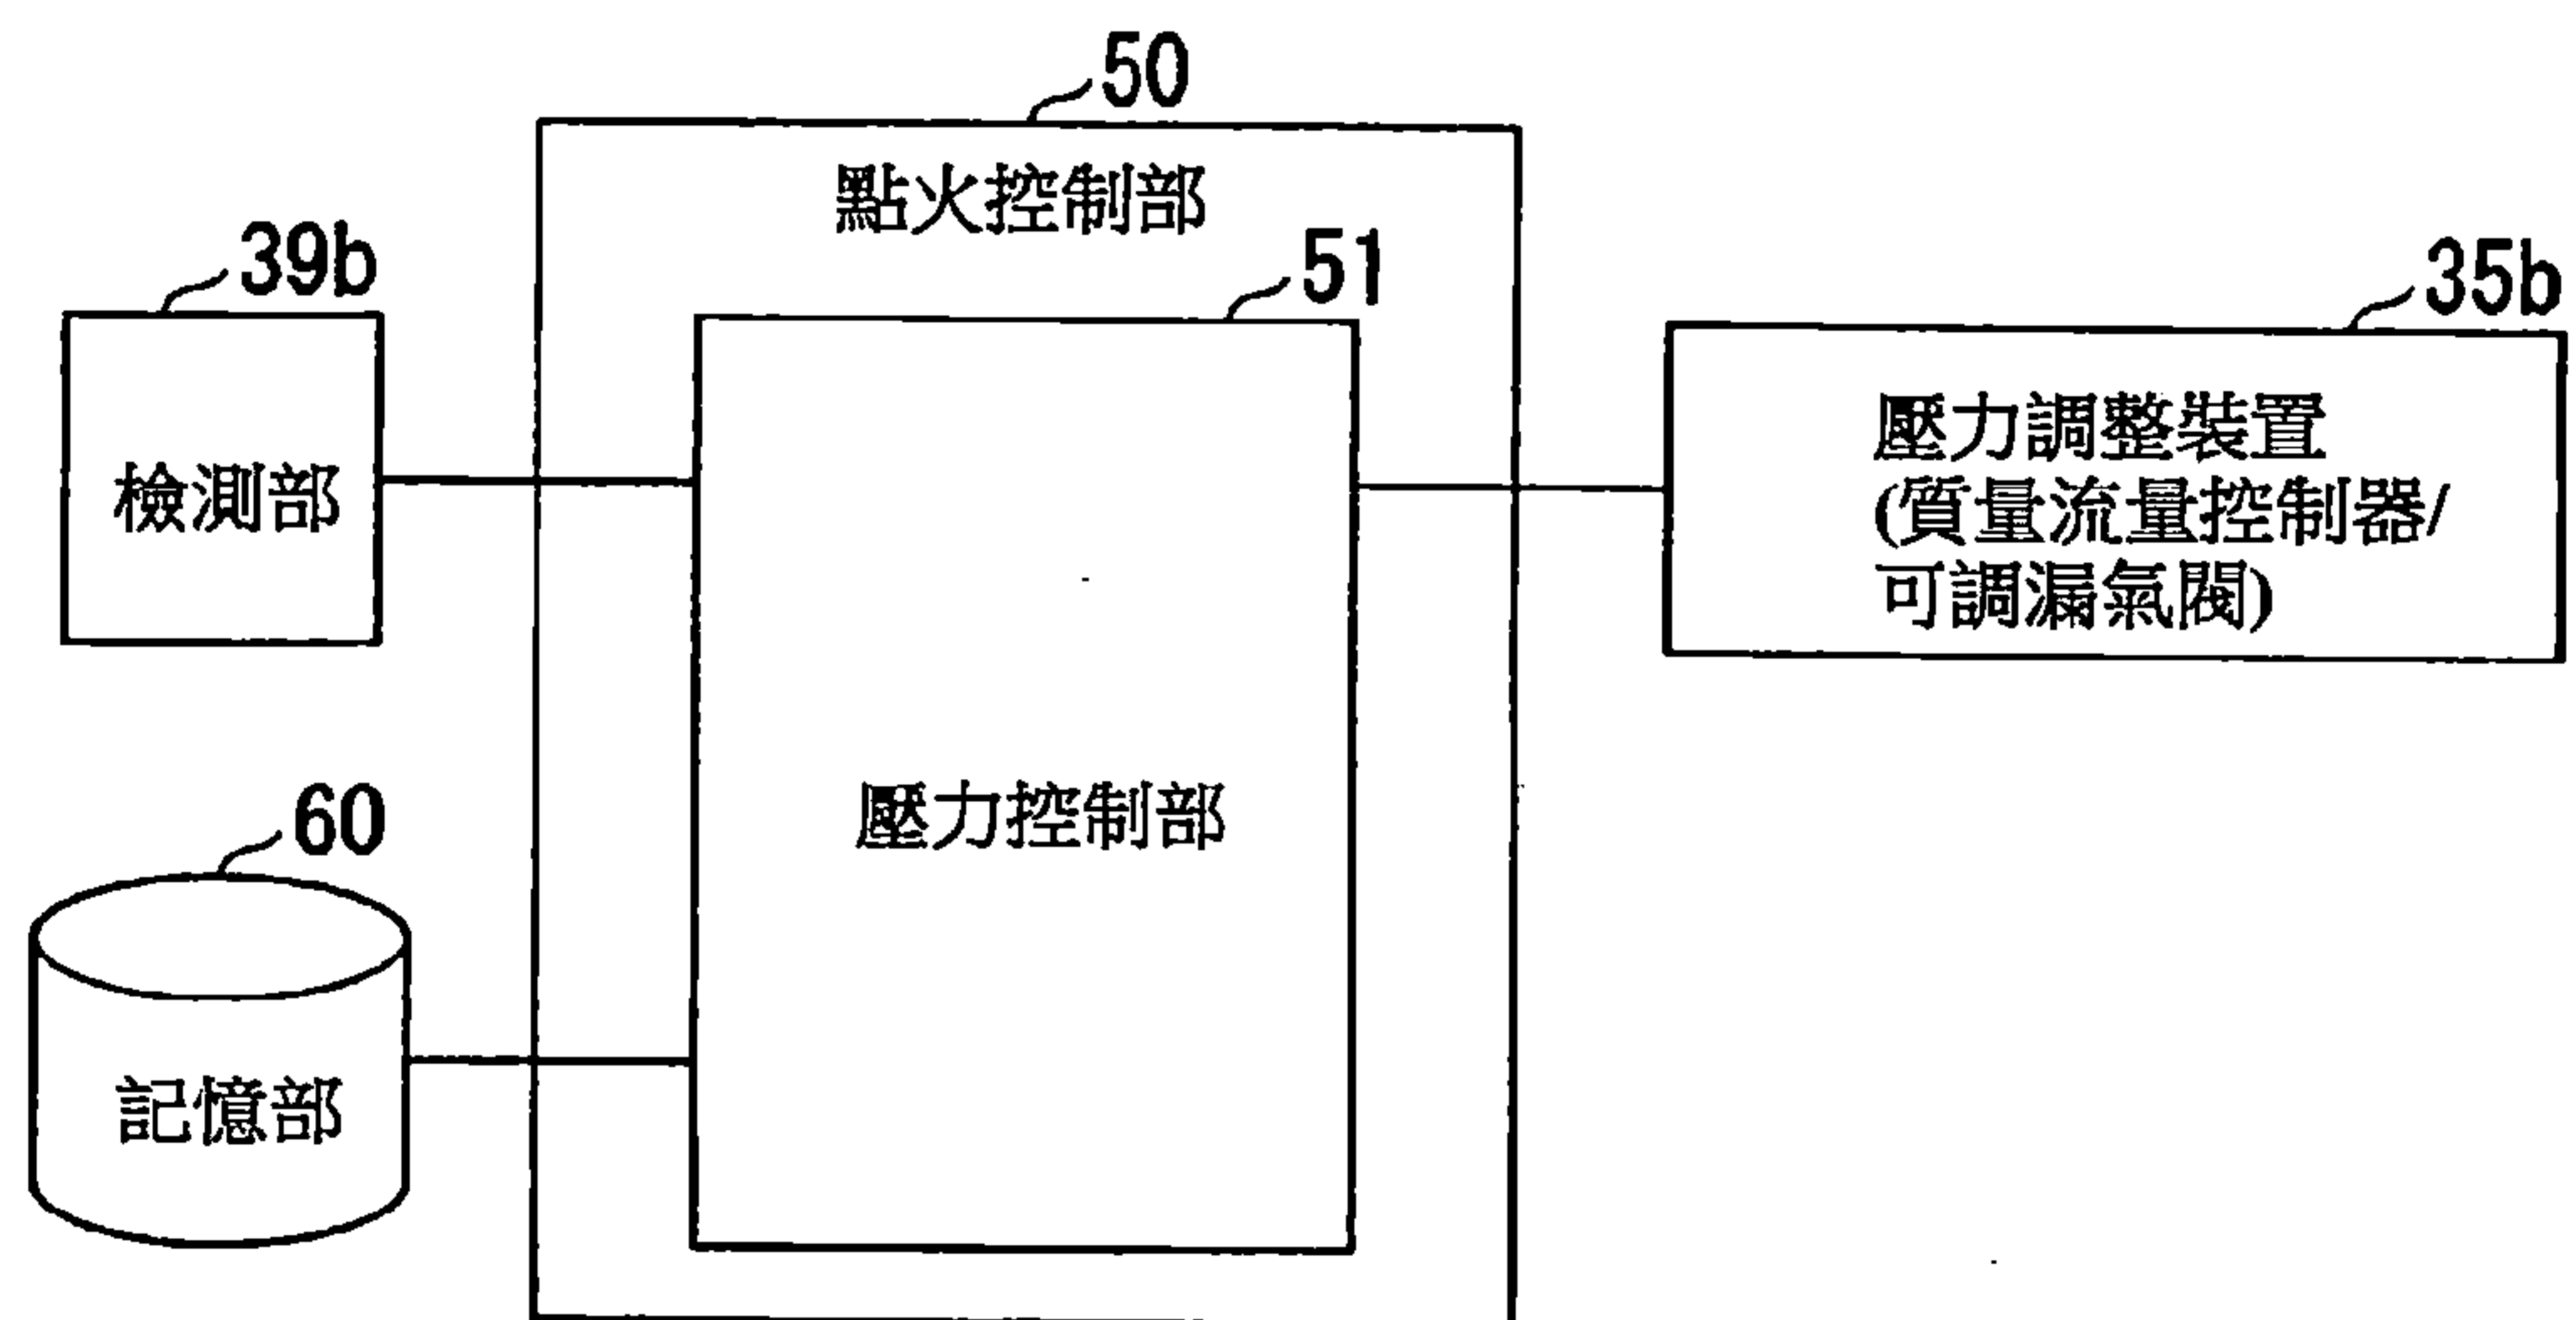 50
點火控制部
39b
51
35b
檢測部
壓力調整裝置
(質量流量控制器/
可調漏氣閥)
60
壓力控制部
記憶部